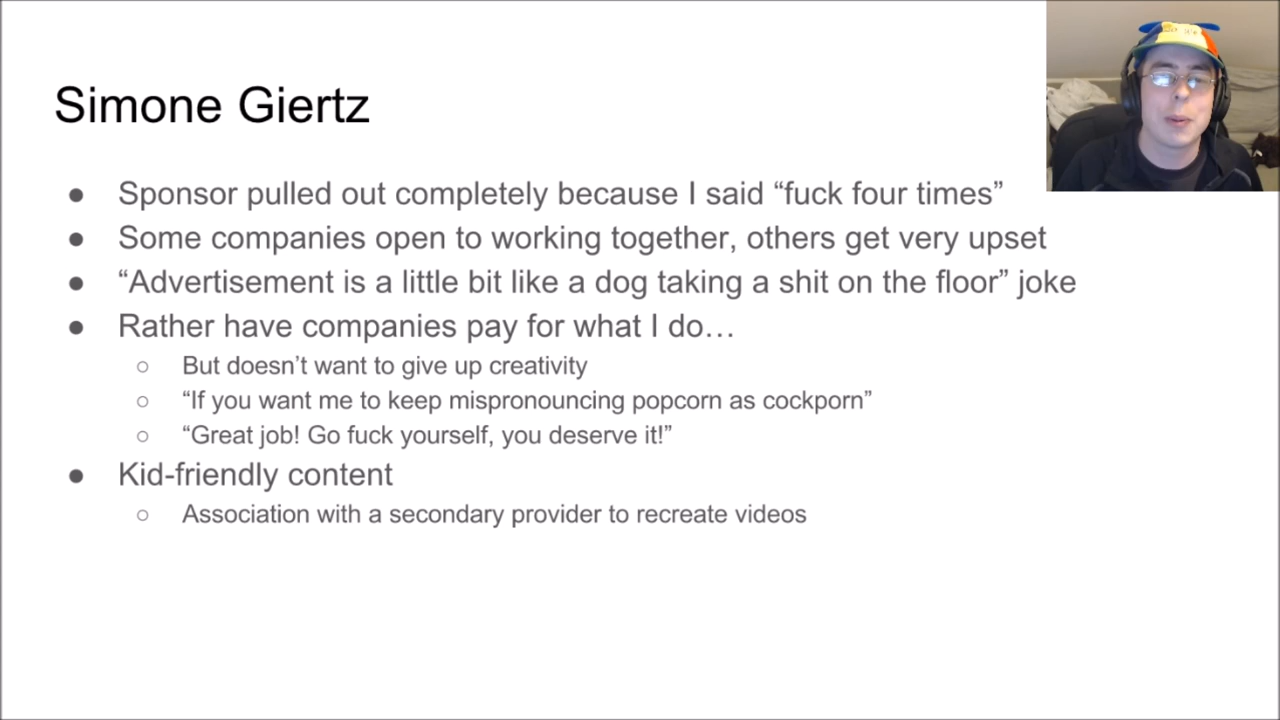 Simone Giertz
● Sponsor pulled out completely because I said “fuck four times”
● Some companies open to working together, others get very upset
● “Advertisement is a little bit like a dog taking a shit on the floor” joke
● Rather have companies pay for what I do…
○ But doesn’t want to give up creativity
○ “If you want me to keep mispronouncing popcorn as cockporn”
○ “Great job! Go fuck yourself, you deserve it!”
● Kid-friendly content
○ Association with a secondary provider to recreate videos